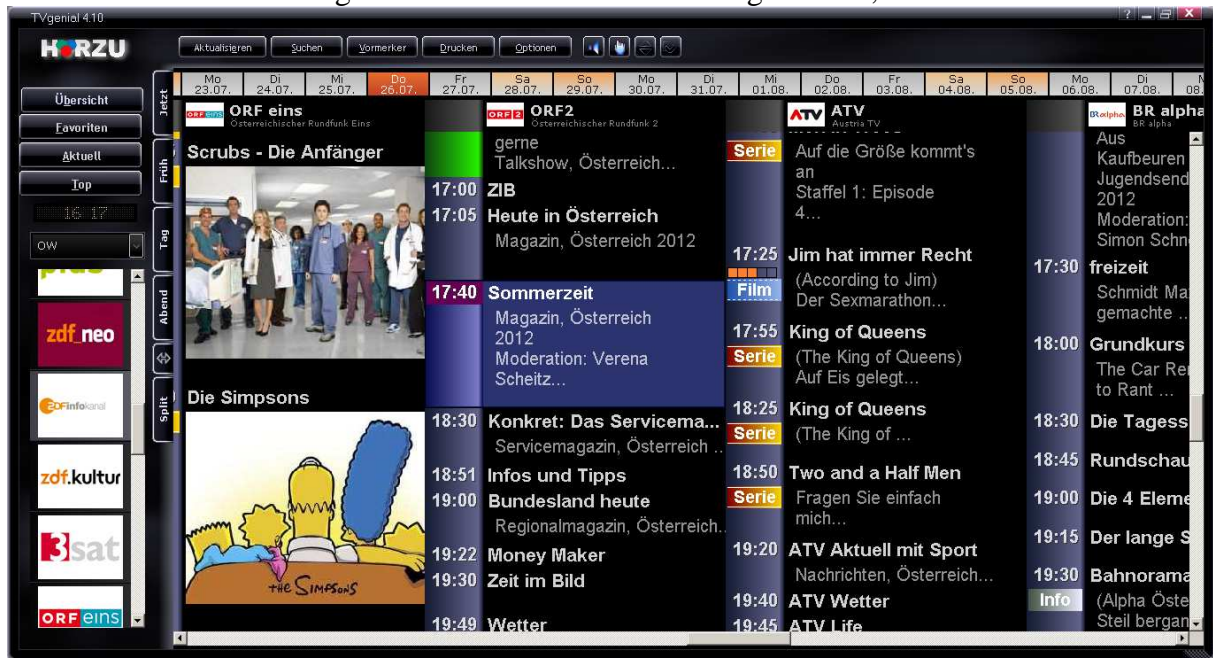 TVgenial 4.10
HÖRZU
Aktualisieren Suchen Vormerker Drucken Optionen
Übersicht
Favoriten
Aktuell
Top
16:17
OW
zdf_neo
ZDFinfokanal
zdf.kultur
3sat
ORF eins
Jetzt
Früh
Tag
Abend
Split
Mo Di Mi Do Fr Sa So Mo Di Mi Do Fr Sa So Mo Di
23.07. 24.07. 25.07. 26.07. 27.07. 28.07. 29.07. 30.07. 31.07. 01.08. 02.08. 03.08. 04.08. 05.08. 06.08. 07.08. 08.
ORF eins ORF eins
Österreichischer Rundfunk Eins
Scrubs - Die Anfänger
Die Simpsons
THE SIMPSONS
ORF 2 ORF2
Österreichischer Rundfunk 2
gerne
Talkshow, Österreich...
17:00 ZIB
17:05 Heute in Österreich
Magazin, Österreich 2012
17:40 Sommerzeit
Magazin, Österreich
2012
Moderation: Verena
Scheitz...
18:30 Konkret: Das Servicema...
Servicemagazin, Österreich ..
18:51 Infos und Tipps
19:00 Bundesland heute
Regionalmagazin, Österreich..
19:22 Money Maker
19:30 Zeit im Bild
19:49 Wetter
ATV ATV
Austria TV
Serie
Auf die Größe kommt's
an
Staffel 1: Episode
4...
17:25 Jim hat immer Recht
Film
(According to Jim)
Der Sexmarathon...
17:55 King of Queens
Serie
(The King of Queens)
Auf Eis gelegt...
18:25 King of Queens
Serie
(The King of ...
18:50 Two and a Half Men
Serie
Fragen Sie einfach
mich...
19:20 ATV Aktuell mit Sport
Nachrichten, Österreich...
19:40 ATV Wetter
19:45 ATV Life
BR alpha BR alpha
BR alpha
Aus
Kaufbeuren
Jugendsend
2012
Moderation:
Simon Schn
17:30 freizeit
Schmidt Ma
gemachte ..
18:00 Grundkurs
The Car Re
to Rant ...
18:30 Die Tagess
18:45 Rundschau
19:00 Die 4 Eleme
19:15 Der lange S
19:30 Bahnorama
Info
(Alpha Öste
Steil bergan